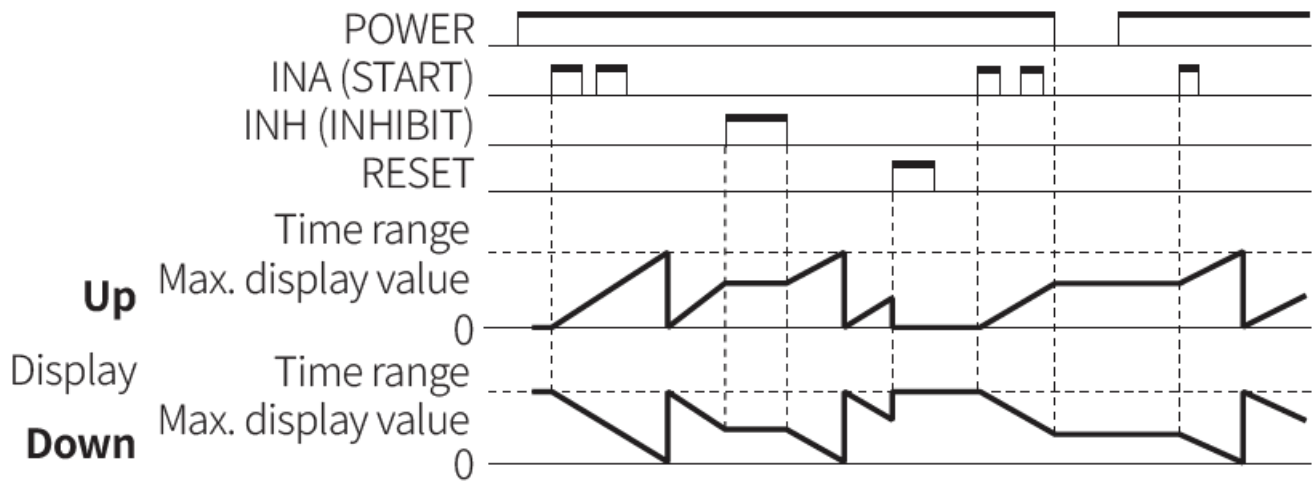 POWER
INA (START)
INH (INHIBIT)
RESET
Time range
Max. display value
Up
0
Display
Time range
Max. display value
Down
0